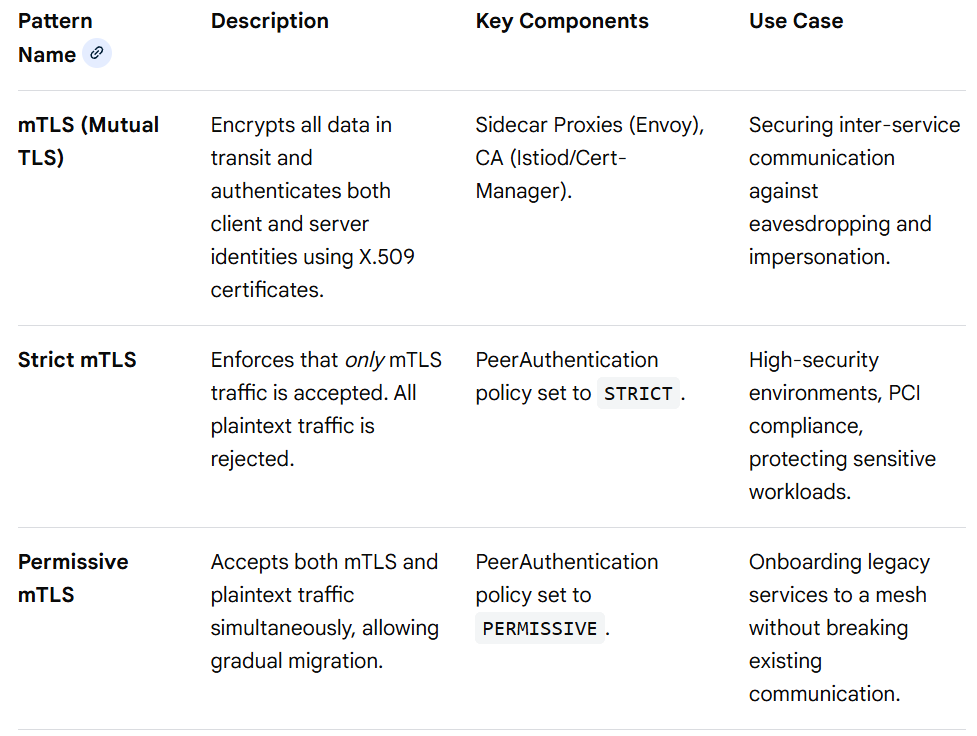 Pattern Name
Description
Key Components
Use Case
mTLS (Mutual
TLS)
Encrypts all data in
transit and
authenticates both
client and server
identities using X.509
certificates.
Sidecar Proxies (Envoy),
CA (Istiod/Cert-
Manager).
Securing inter-service
communication
against
eavesdropping and
impersonation.
Strict mTLS
Enforces that only mTLS
traffic is accepted. All
plaintext traffic is
rejected.
PeerAuthentication
policy set to STRICT.
High-security
environments, PCI
compliance,
protecting sensitive
workloads.
Permissive
mTLS
Accepts both mTLS and
plaintext traffic
simultaneously, allowing
gradual migration.
PeerAuthentication
policy set to
PERMISSIVE.
Onboarding legacy
services to a mesh
without breaking
existing
communication.